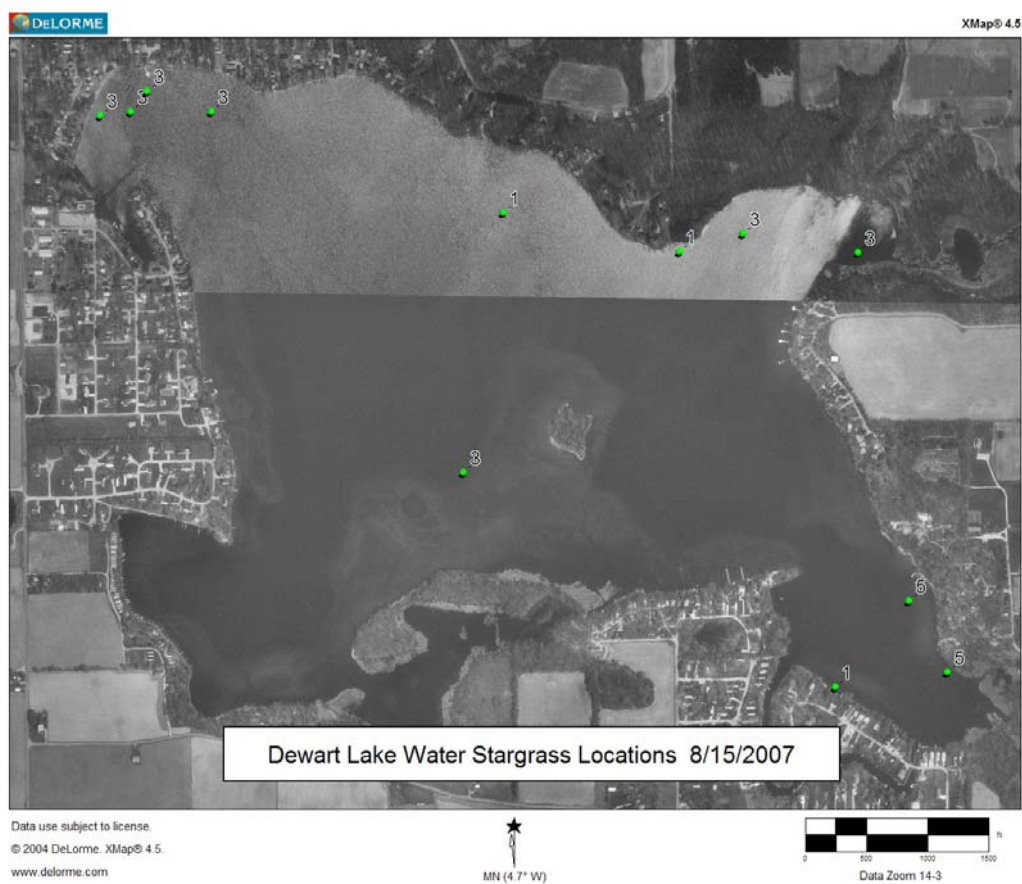 DELORME
XMap® 4.5
3
3
3
3
1
1
3
3
3
5
1
Dewart Lake Water Stargrass Locations 8/15/2007
Data use subject to license.
© 2004 DeLorme. XMap® 4.5.
www.delorme.com
MN (4.7° W)
0 500 1000 1500
Data Zoom 14-3